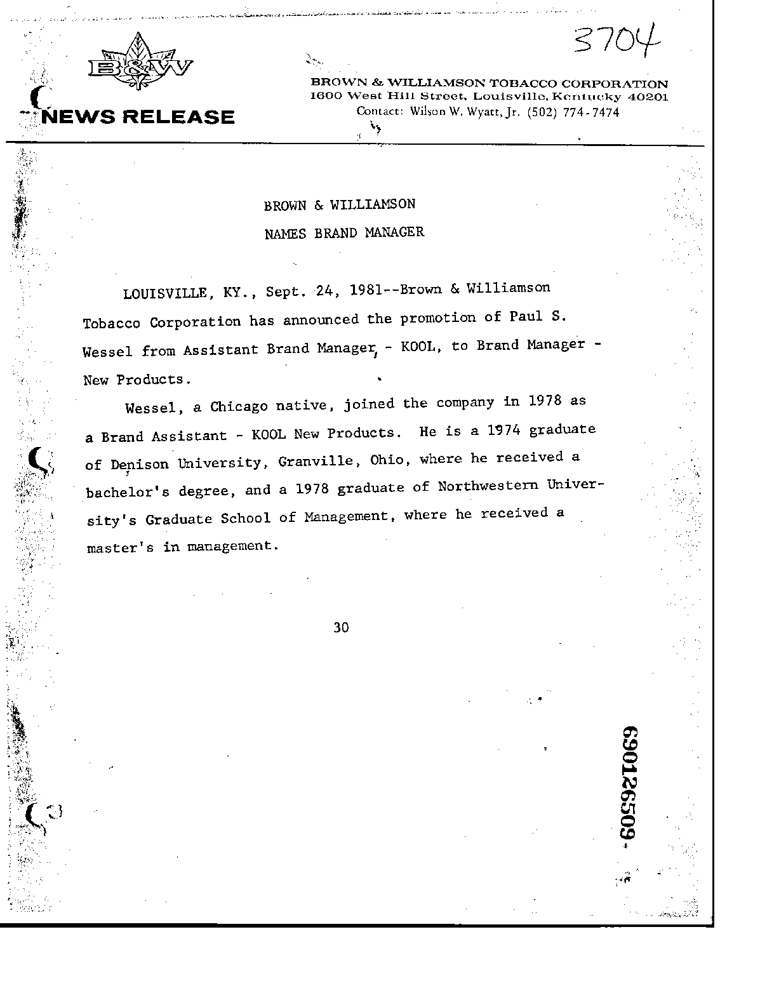 3704
B&W
NEWS RELEASE
BROWN & WILLIAMSON TOBACCO CORPORATION
1600 West Hill Street, Louisville, Kentucky 40201
Contact: Wilson W. Wyatt, Jr. (502) 774-7474
BROWN & WILLIAMSON
NAMES BRAND MANAGER
LOUISVILLE, KY., Sept. 24, 1981--Brown & Williamson
Tobacco Corporation has announced the promotion of Paul S.
Wessel from Assistant Brand Manager, - KOOL, to Brand Manager -
New Products.
Wessel, a Chicago native, joined the company in 1978 as
a Brand Assistant - KOOL New Products. He is a 1974 graduate
of Denison University, Granville, Ohio, where he received a
bachelor's degree, and a 1978 graduate of Northwestern Univer-
sity's Graduate School of Management, where he received a
master's in management.
30
690126509-